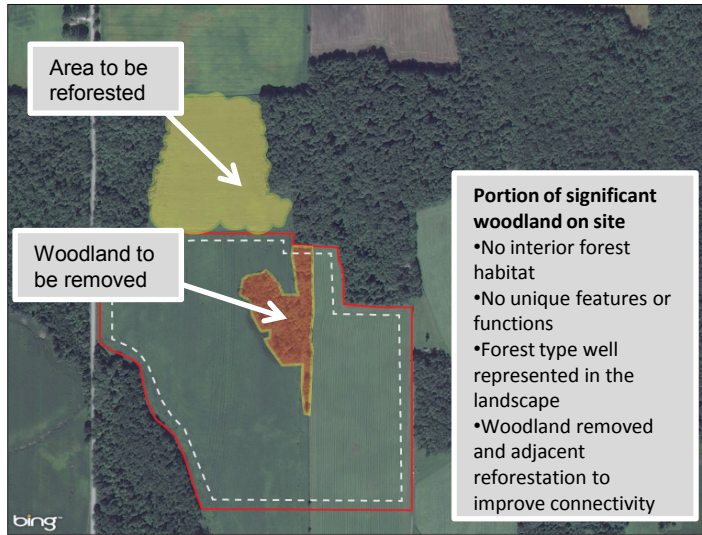 Area to be
reforested
Woodland to
be removed
Portion of significant
woodland on site
•No interior forest
habitat
•No unique features or
functions
•Forest type well
represented in the
landscape
•Woodland removed
and adjacent
reforestation to
improve connectivity
bing